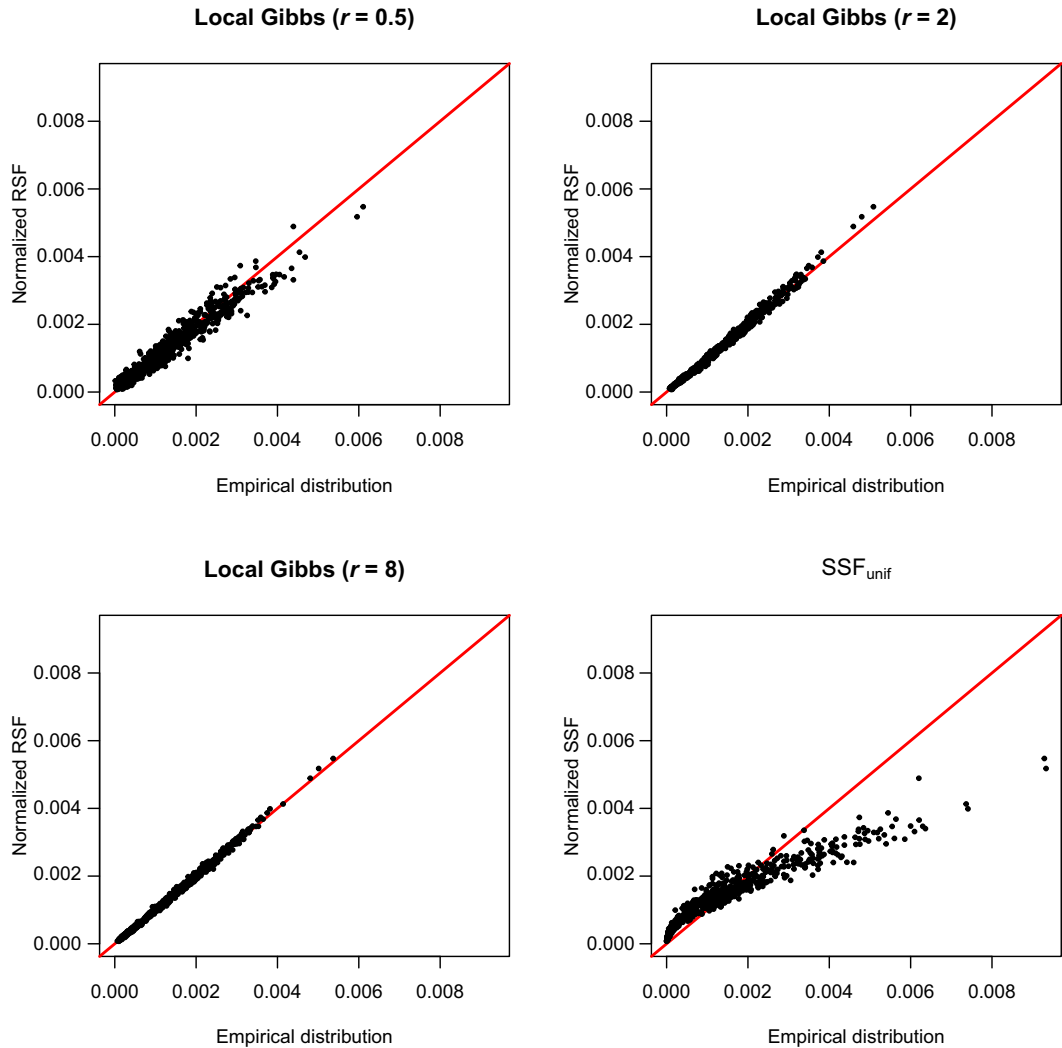 Local Gibbs (r = 0.5)
Normalized RSF
0.008
0.006
0.004
0.002
0.000
0.000 0.002 0.004 0.006 0.008
Empirical distribution
Local Gibbs (r = 2)
Normalized RSF
0.008
0.006
0.004
0.002
0.000
0.000 0.002 0.004 0.006 0.008
Empirical distribution
Local Gibbs (r = 8)
Normalized RSF
0.008
0.006
0.004
0.002
0.000
0.000 0.002 0.004 0.006 0.008
Empirical distribution
SSFunif
Normalized SSF
0.008
0.006
0.004
0.002
0.000
0.000 0.002 0.004 0.006 0.008
Empirical distribution